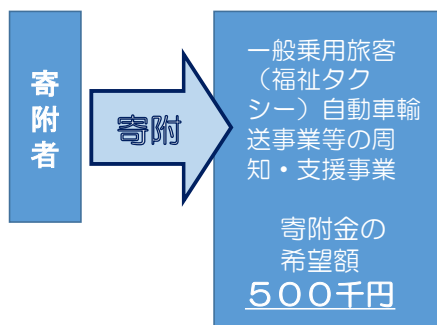 寄附者
寄附
一般乗用旅客
（福祉タク
シー）自動車輸
送事業等の周
知・支援事業
寄附金の
希望額
５００千円